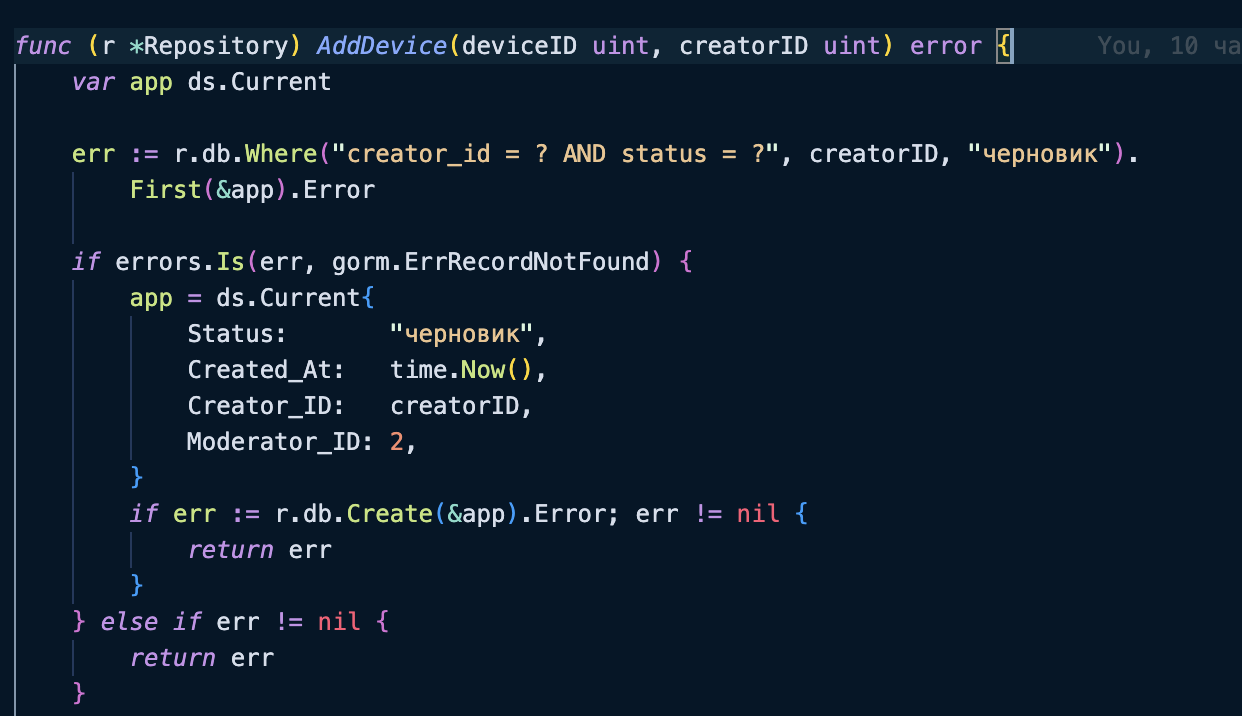 func (r *Repository) AddDevice(deviceID uint, creatorID uint) error {    You, 10 ча
    var app ds.Current

    err := r.db.Where("creator_id = ? AND status = ?", creatorID, "черновик").
        First(&app).Error

    if errors.Is(err, gorm.ErrRecordNotFound) {
        app = ds.Current{
            Status:       "черновик",
            Created_At:   time.Now(),
            Creator_ID:   creatorID,
            Moderator_ID: 2,
        }
        if err := r.db.Create(&app).Error; err != nil {
            return err
        }
    } else if err != nil {
        return err
    }